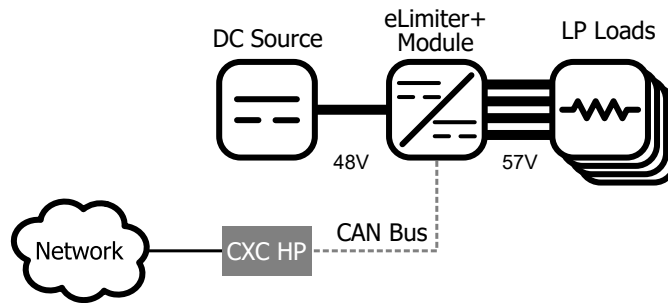 DC Source
eLimiter+
Module
LP Loads
48V
57V
CAN Bus
Network
CXC HP